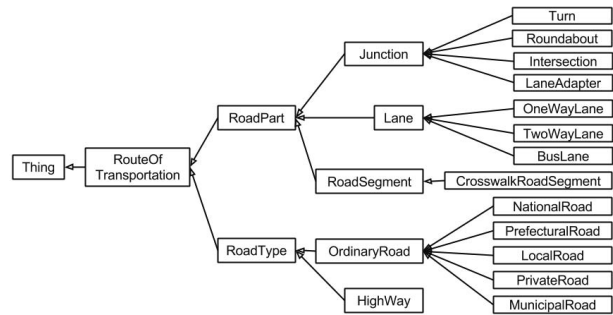 Thing
RouteOf
Transportation
RoadPart
RoadType
Junction
Lane
RoadSegment
OrdinaryRoad
HighWay
Turn
Roundabout
Intersection
LaneAdapter
OneWayLane
TwoWayLane
BusLane
CrosswalkRoadSegment
NationalRoad
PrefecturalRoad
LocalRoad
PrivateRoad
MunicipalRoad